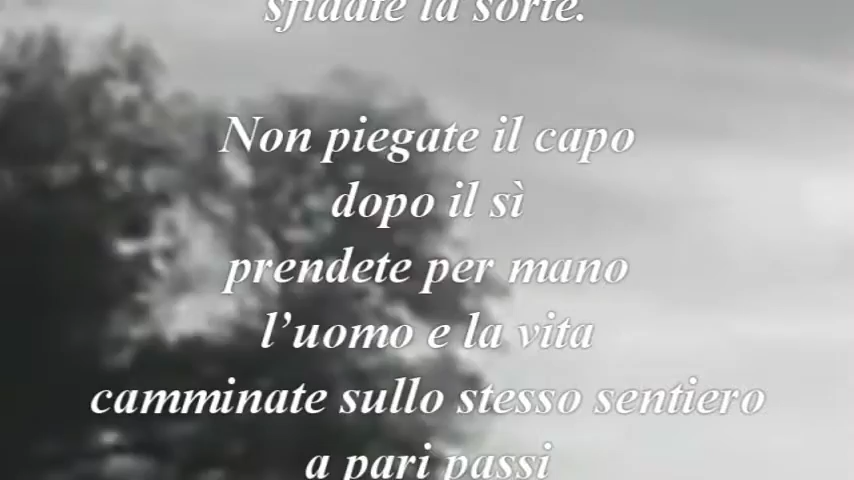 sfidate la sorte.
Non piegate il capo
dopo il sì
prendete per mano
l’uomo e la vita
camminate sullo stesso sentiero
a pari passi